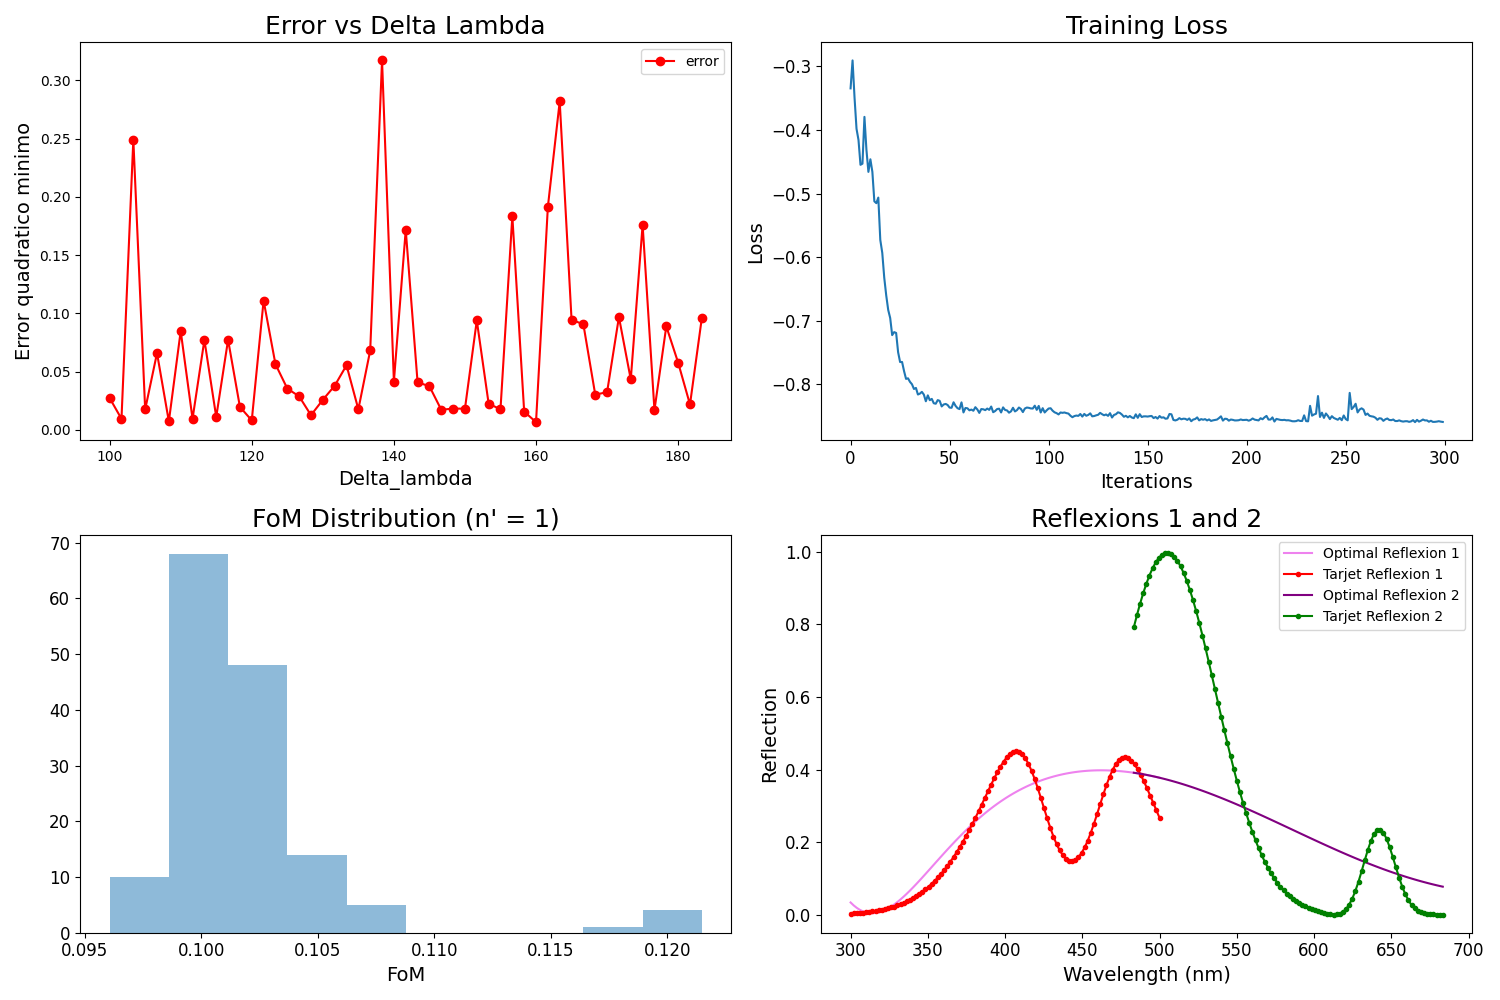 Error vs Delta Lambda
error
Error quadratico minimo
0.30
0.25
0.20
0.15
0.10
0.05
0.00
100 120 140 160 180
Delta_lambda
Training Loss
Loss
−0.3
−0.4
−0.5
−0.6
−0.7
−0.8
0 50 100 150 200 250 300
Iterations
FoM Distribution (n' = 1)
70
60
50
40
30
20
10
0
0.095 0.100 0.105 0.110 0.115 0.120
FoM
Reflexions 1 and 2
Optimal Reflexion 1
Tarjet Reflexion 1
Optimal Reflexion 2
Tarjet Reflexion 2
Reflection
1.0
0.8
0.6
0.4
0.2
0.0
300 350 400 450 500 550 600 650 700
Wavelength (nm)